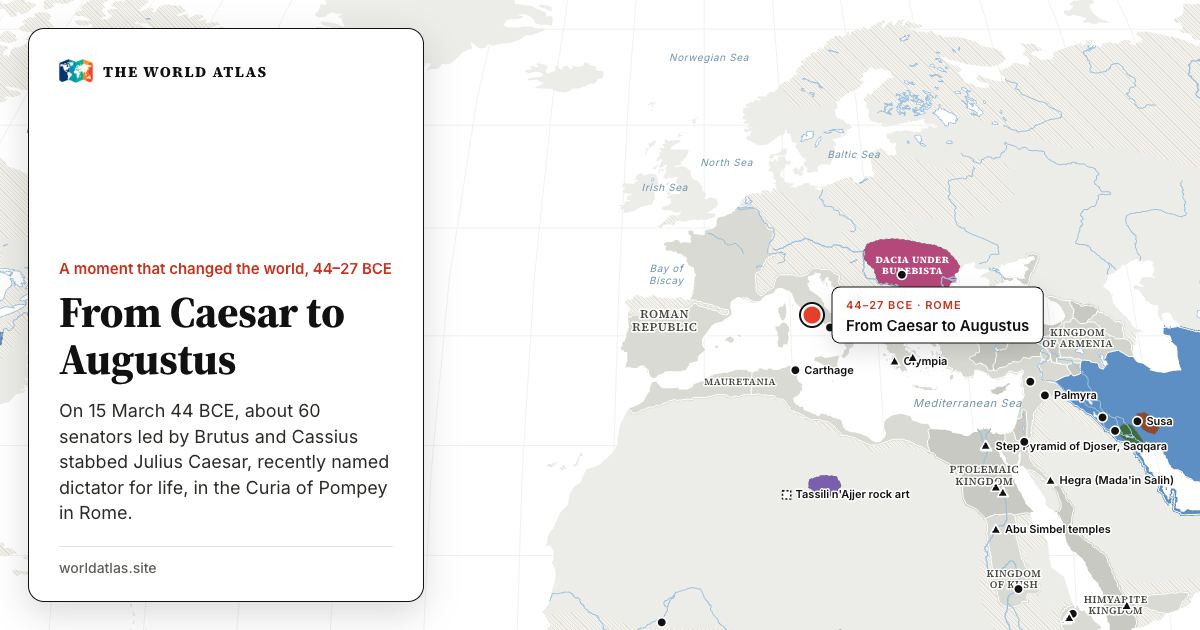 THE WORLD ATLAS
A moment that changed the world, 44–27 BCE
From Caesar to
Augustus
On 15 March 44 BCE, about 60
senators led by Brutus and Cassius
stabbed Julius Caesar, recently named
dictator for life, in the Curia of Pompey
in Rome.
worldatlas.site
Norwegian Sea
North Sea
Baltic Sea
Irish Sea
Bay of
Biscay
DACIA UNDER
BUREBISTA
44–27 BCE · ROME
From Caesar to Augustus
ROMAN
REPUBLIC
KINGDOM
OF ARMENIA
Olympia
Carthage
MAURETANIA
Palmyra
Mediterranean Sea
Susa
Step Pyramid of Djoser, Saqqara
PTOLEMAIC
KINGDOM
Hegra (Mada'in Salih)
Tassili n'Ajjer rock art
Abu Simbel temples
KINGDOM
OF KUSH
HIMYARITE
KINGDOM